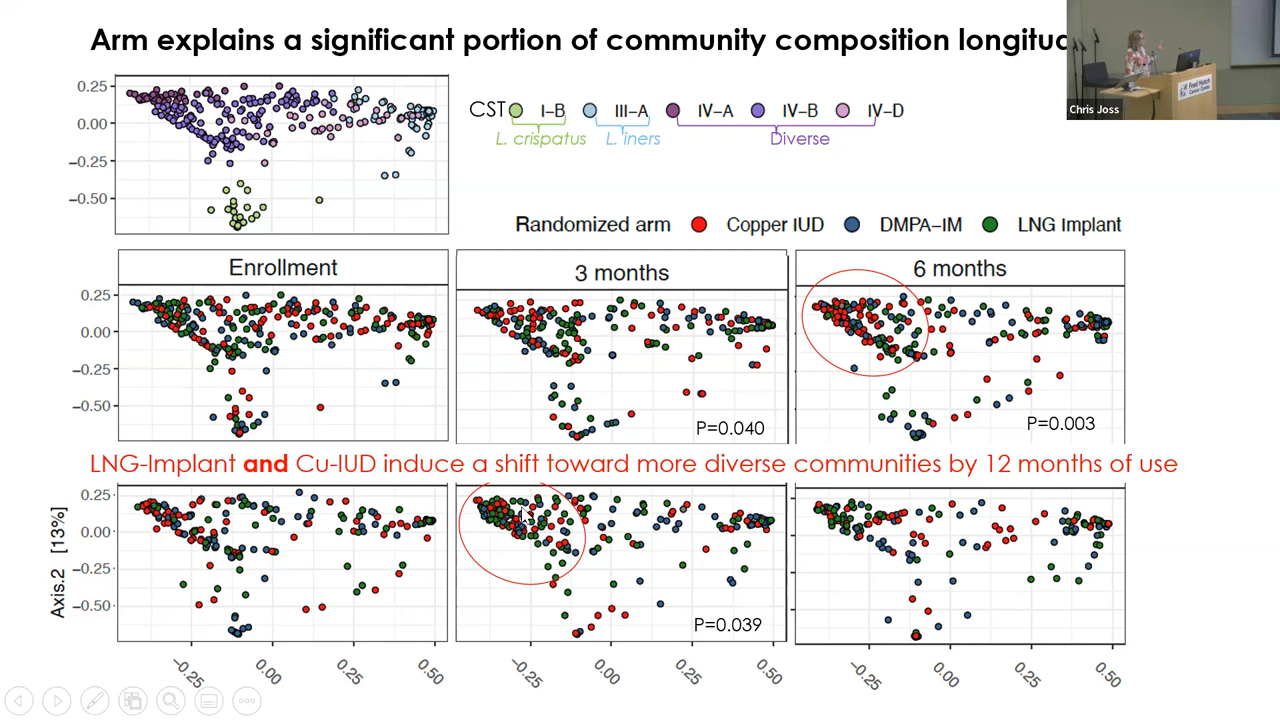 Arm explains a significant portion of community composition longitud
Chris Joss
Fred Hutch
Cancer Center
CST I-B III-A IV-A IV-B IV-D
L. crispatus L. iners Diverse
0.25
0.00
−0.25
−0.50
Randomized arm Copper IUD DMPA−IM LNG Implant
Enrollment 3 months 6 months
0.25
0.00
−0.25
−0.50
P=0.040 P=0.003
LNG-Implant and Cu-IUD induce a shift toward more diverse communities by 12 months of use
Axis.2 [13%]
0.25
0.00
−0.25
−0.50
P=0.039
−0.25 0.00 0.25 0.50 −0.25 0.00 0.25 0.50 −0.25 0.00 0.25 0.50